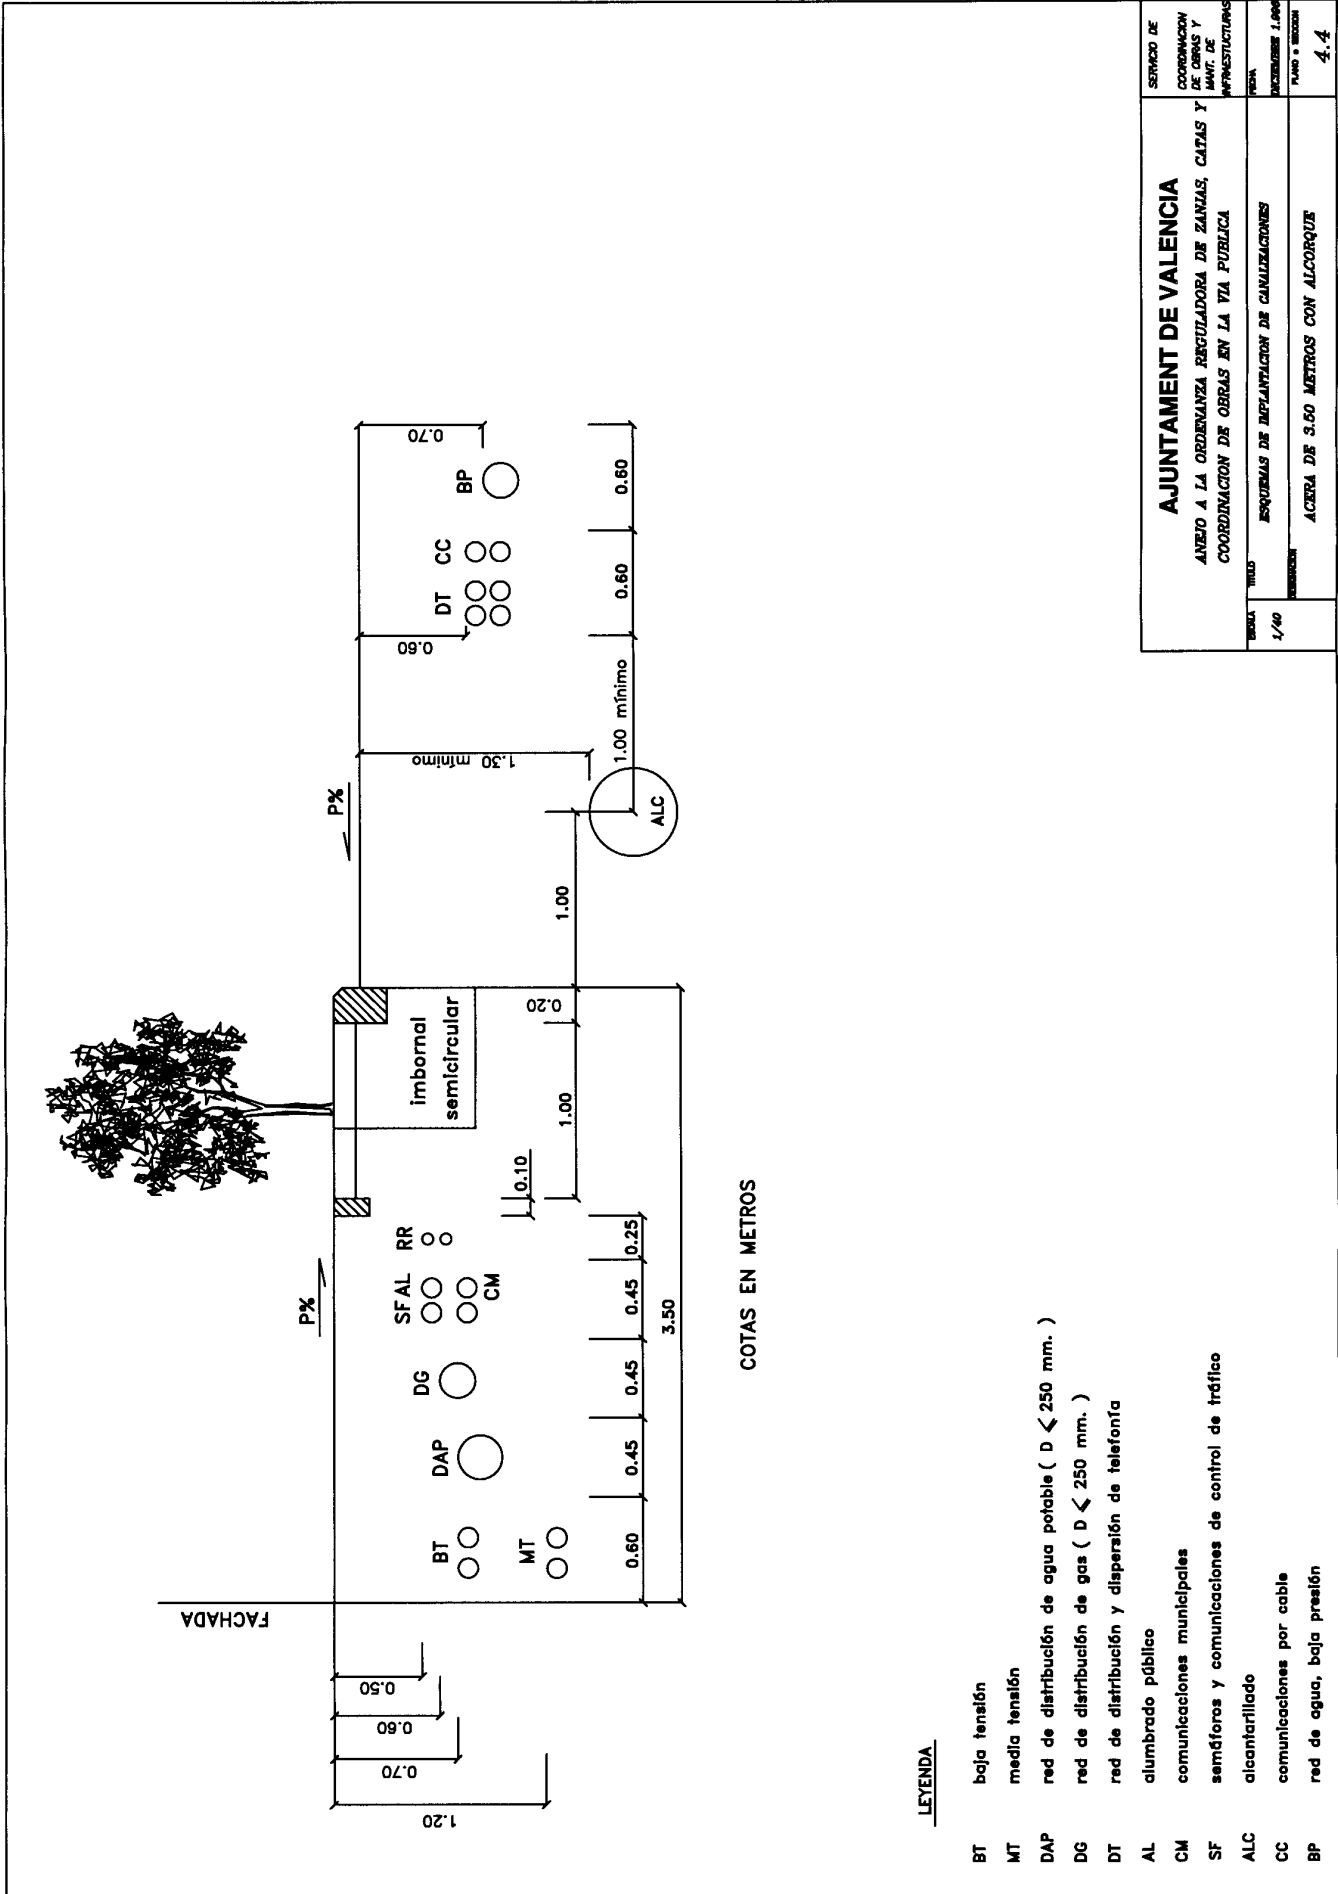 FACHADA
P%
P%
0.50
0.60
0.70
1.20
BT
MT
DAP
DG
SF AL
CM
RR
imbornal
semicircular
0.10
1.00
0.20
1.00
0.60
0.45
0.45
0.45
0.25
3.50
1.30 mínimo
ALC
1.00 mínimo
0.60
DT
CC
BP
0.70
0.60
0.60
COTAS EN METROS
LEYENDA
BT baja tensión
MT media tensión
DAP red de distribución de agua potable ( D ⩽ 250 mm. )
DG red de distribución de gas ( D ⩽ 250 mm. )
DT red de distribución y dispersión de telefonía
AL alumbrado público
CM comunicaciones municipales
SF semáforos y comunicaciones de control de tráfico
ALC alcantarillado
CC comunicaciones por cable
BP red de agua, baja presión
AJUNTAMENT DE VALENCIA
ANEJO A LA ORDENANZA REGULADORA DE ZANJAS, CATAS Y
COORDINACION DE OBRAS EN LA VIA PUBLICA
SERVICIO DE
COORDINACION
DE OBRAS Y
MANT. DE
INFRAESTUCTURAS
ESCALA
1/40
TITULO
ESQUEMAS DE IMPLANTACION DE CANALIZACIONES
FECHA
DESIGNACION
ACERA DE 3.50 METROS CON ALCORQUE
PLANO o SECCION
4.4